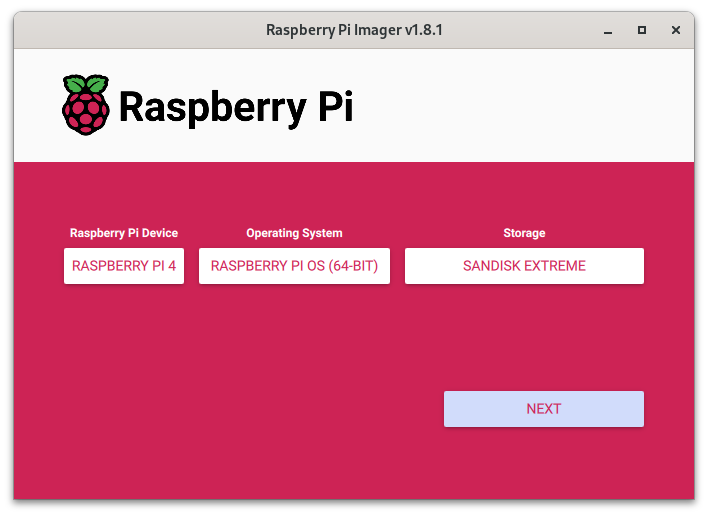 Raspberry Pi Imager v1.8.1
Raspberry Pi
Raspberry Pi Device Operating System Storage
RASPBERRY PI 4 RASPBERRY PI OS (64-BIT) SANDISK EXTREME
NEXT